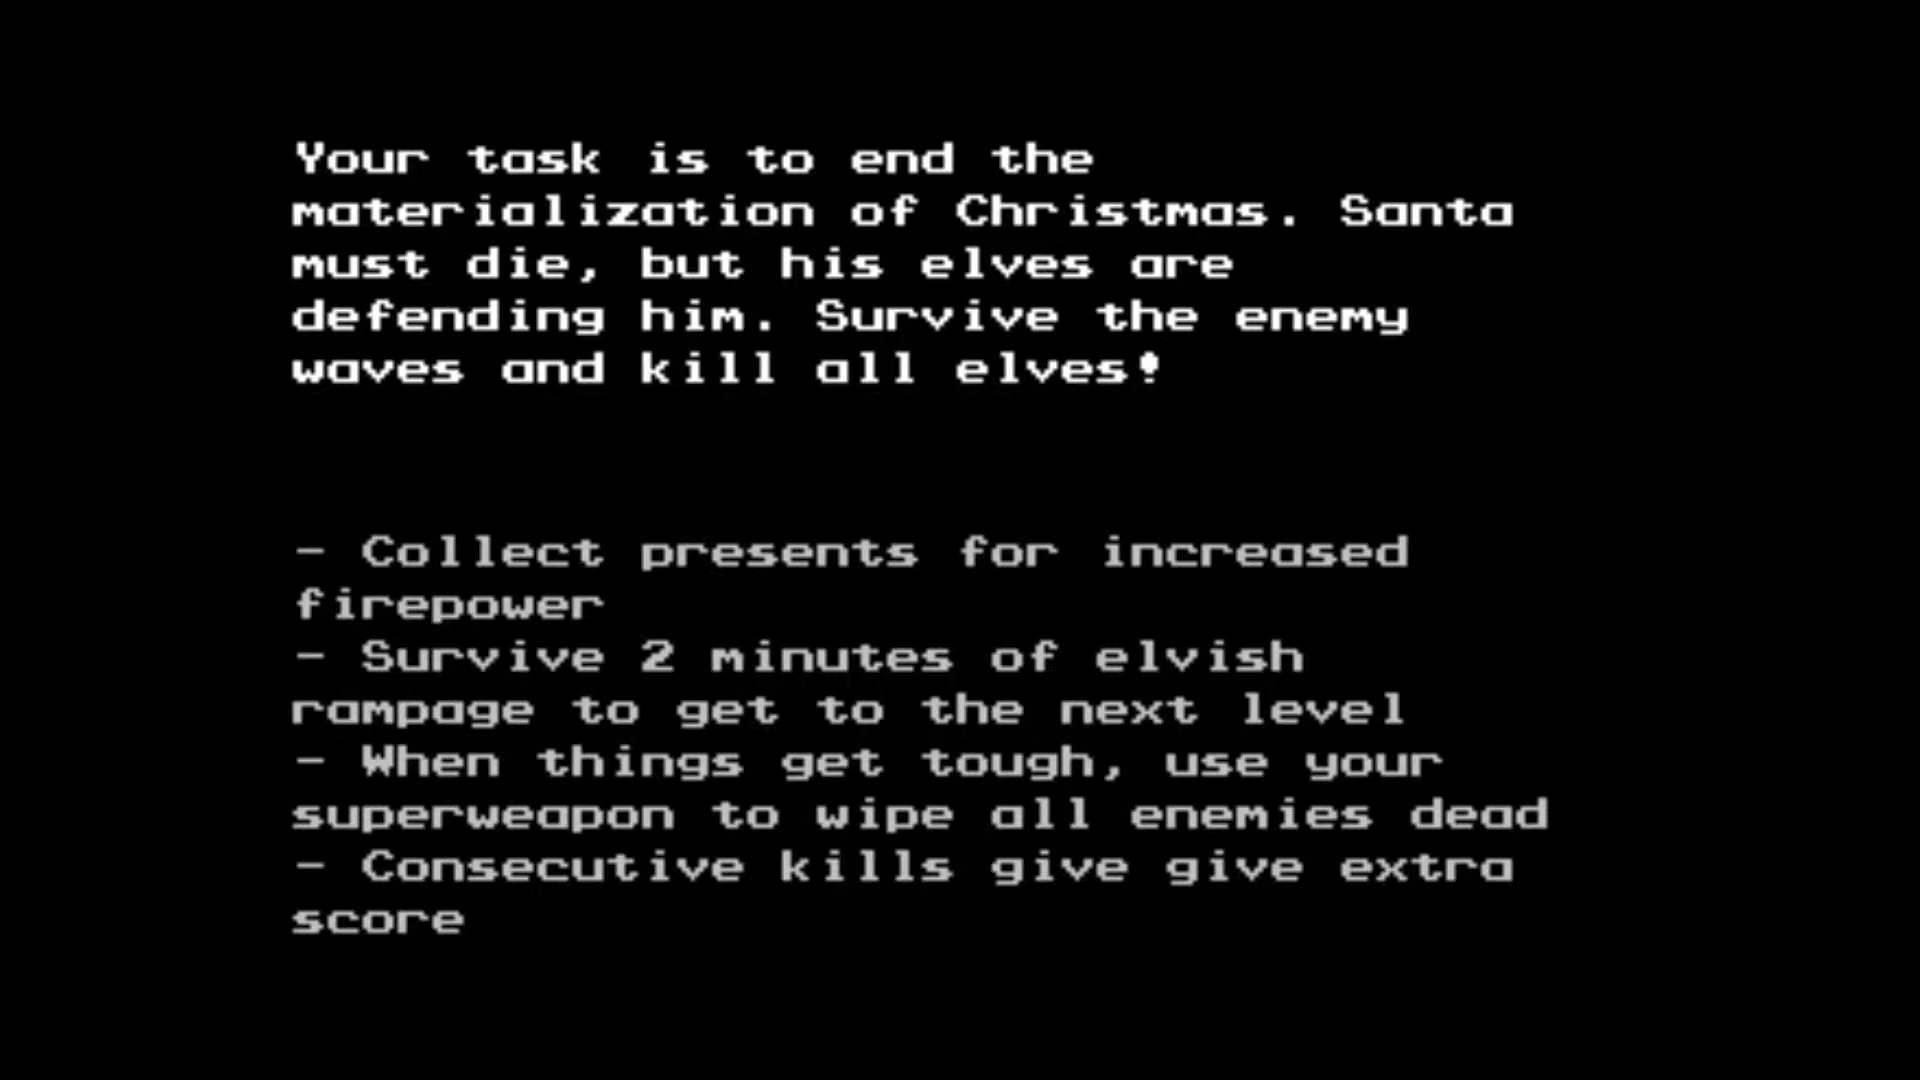 Your task is to end the
materialization of Christmas. Santa
must die, but his elves are
defending him. Survive the enemy
waves and kill all elves!
- Collect presents for increased
firepower
- Survive 2 minutes of elvish
rampage to get to the next level
- When things get tough, use your
superweapon to wipe all enemies dead
- Consecutive kills give give extra
score